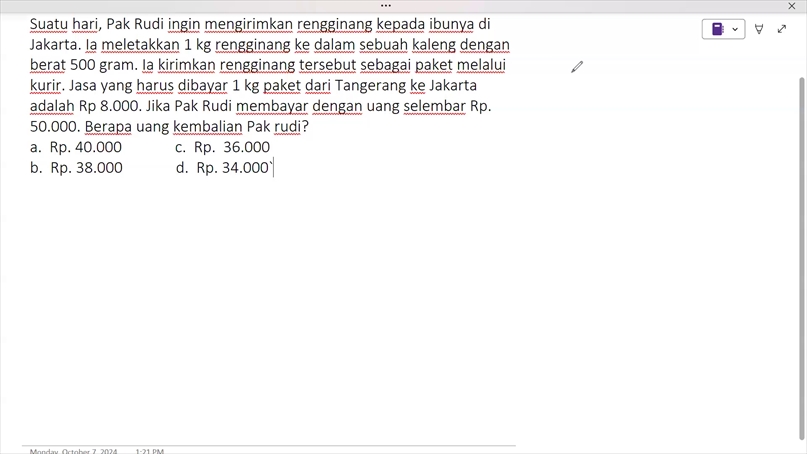 Suatu hari, Pak Rudi ingin mengirimkan rengginang kepada ibunya di
Jakarta. Ia meletakkan 1 kg rengginang ke dalam sebuah kaleng dengan
berat 500 gram. Ia kirimkan rengginang tersebut sebagai paket melalui
kurir. Jasa yang harus dibayar 1 kg paket dari Tangerang ke Jakarta
adalah Rp 8.000. Jika Pak Rudi membayar dengan uang selembar Rp.
50.000. Berapa uang kembalian Pak rudi?
a. Rp. 40.000 c. Rp. 36.000
b. Rp. 38.000 d. Rp. 34.000`
Monday, October 7, 2024 1:21 PM